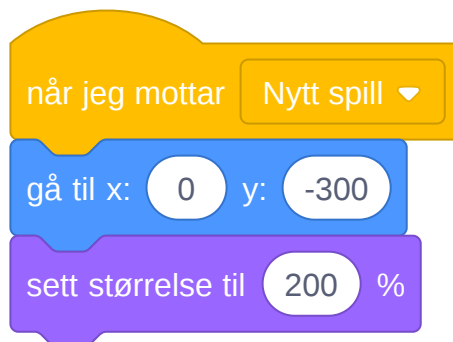 når jeg mottar Nytt spill
gå til x: 0 y: -300
sett størrelse til 200 %